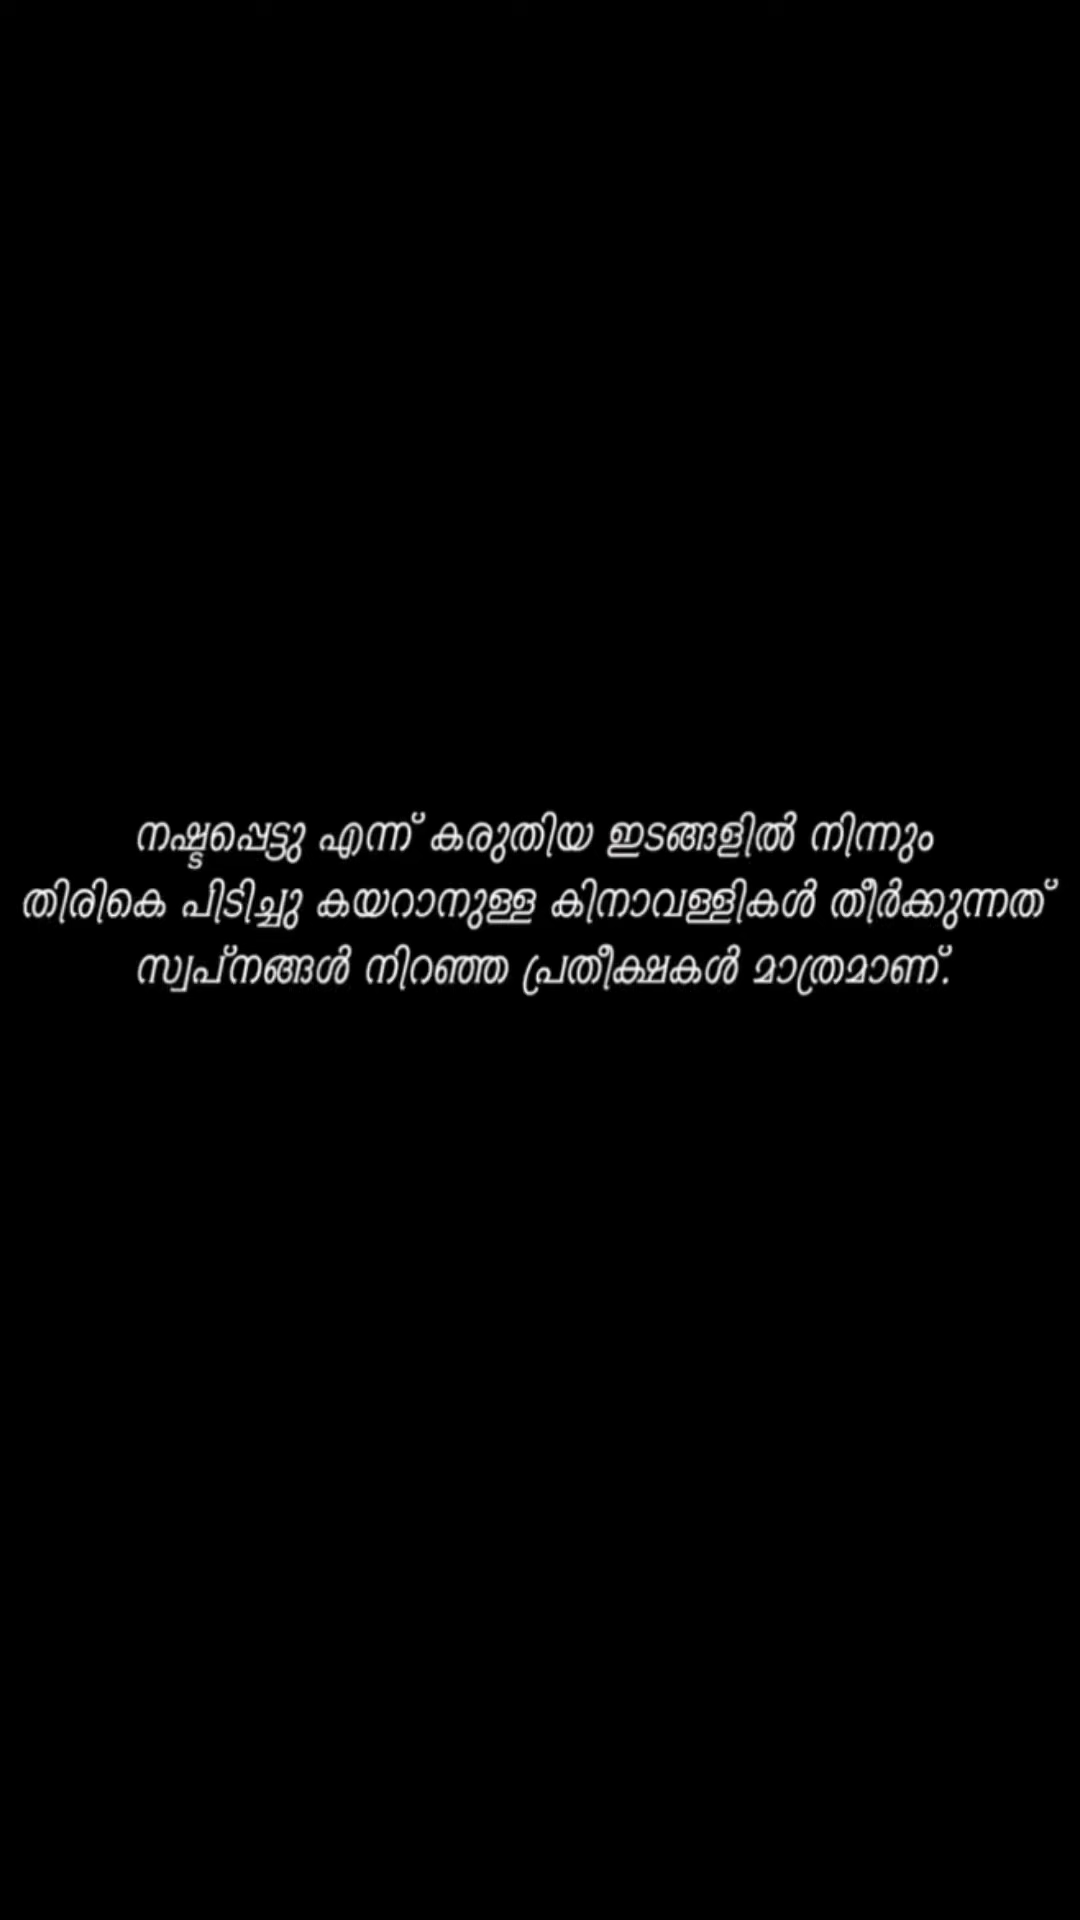 നഷ്ടപ്പെട്ടു എന്ന് കരുതിയ ഇടങ്ങളിൽ നിന്നും
തിരികെ പിടിച്ചു കയറാനുള്ള കിനാവള്ളികൾ തീർക്കുന്നത്
സ്വപ്നങ്ങൾ നിറഞ്ഞ പ്രതീക്ഷകൾ മാത്രമാണ്.